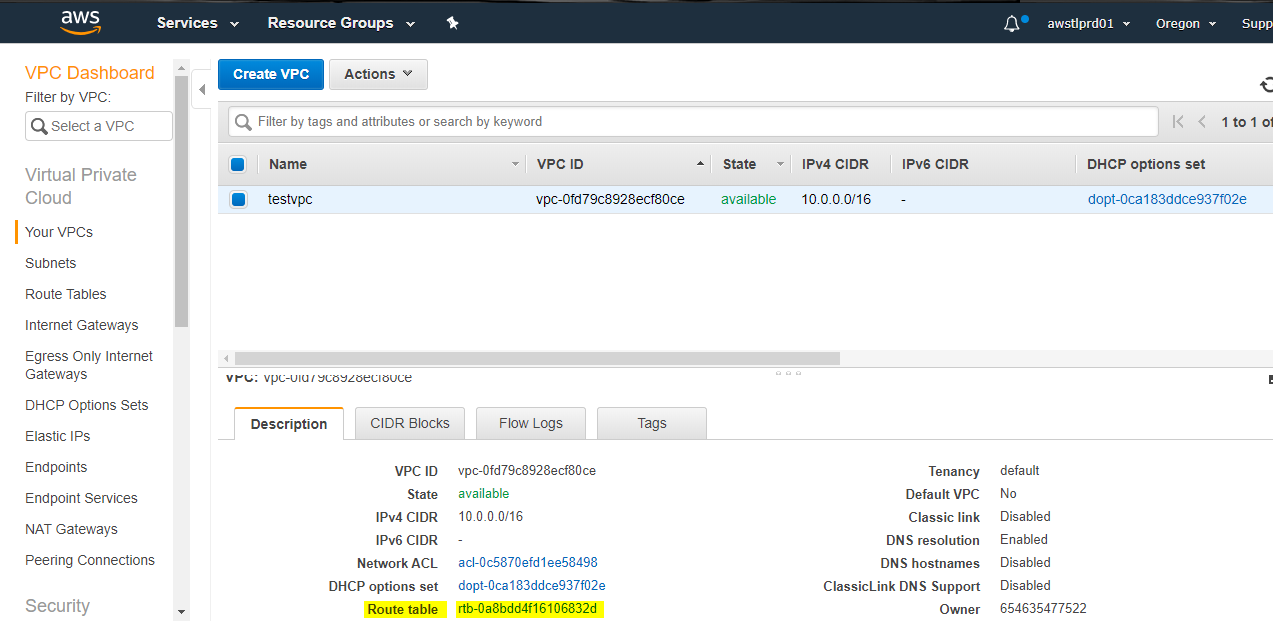 aws Services Resource Groups awstlprd01 Oregon Supp
VPC Dashboard
Filter by VPC:
Select a VPC
Virtual Private
Cloud
Your VPCs
Subnets
Route Tables
Internet Gateways
Egress Only Internet
Gateways
DHCP Options Sets
Elastic IPs
Endpoints
Endpoint Services
NAT Gateways
Peering Connections
Security
Create VPC Actions
Filter by tags and attributes or search by keyword 1 to 1 of
Name VPC ID State IPv4 CIDR IPv6 CIDR DHCP options set
testvpc vpc-0fd79c8928ecf80ce available 10.0.0.0/16 - dopt-0ca183ddce937f02e
VPC: vpc-0fd79c8928ecf80ce
Description CIDR Blocks Flow Logs Tags
VPC ID vpc-0fd79c8928ecf80ce Tenancy default
State available Default VPC No
IPv4 CIDR 10.0.0.0/16 Classic link Disabled
IPv6 CIDR - DNS resolution Enabled
Network ACL acl-0c5870efd1ee58498 DNS hostnames Disabled
DHCP options set dopt-0ca183ddce937f02e ClassicLink DNS Support Disabled
Route table rtb-0a8bdd4f16106832d Owner 654635477522